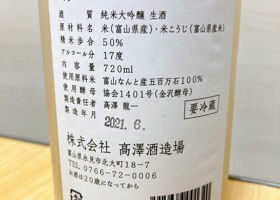 酒質 純米大吟醸 生酒
原材料名 米(富山県産)・米こうじ(富山県産米)
精米歩合 50%
アルコール分 17度
内容量 720ml
使用原料米 富山なんと産五百万石100%
使用酵母 協会1401号(金沢酵母)
製造責任者 高澤 龍一
製造年月 2021.6.
要冷蔵
株式会社 髙澤酒造場
富山県氷見市北大町18-7
TEL 0766-72-0006
お酒は20歳になってから